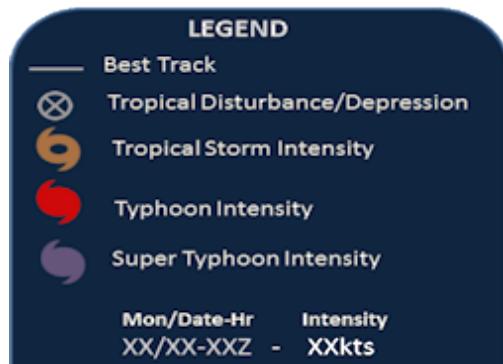 LEGEND
Best Track
Tropical Disturbance/Depression
Tropical Storm Intensity
Typhoon Intensity
Super Typhoon Intensity
Mon/Date-Hr Intensity
XX/XX-XXZ - XXkts